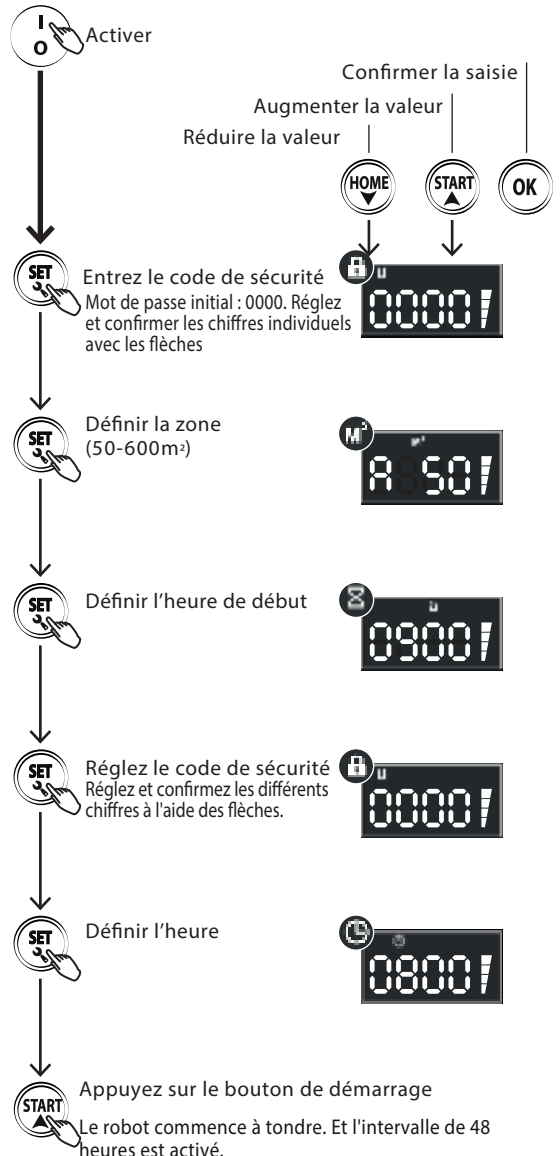 I
O
Activer
Confirmer la saisie
Augmenter la valeur
Réduire la valeur
HOME
START
OK
SET
Entrez le code de sécurité
Mot de passe initial : 0000. Réglez
et confirmer les chiffres individuels
avec les flèches
0000
SET
Définir la zone
(50-600m²)
M²
A 50
SET
Définir l’heure de début
0900
SET
Réglez le code de sécurité
Réglez et confirmez les différents
chiffres à l'aide des flèches.
0000
SET
Définir l’heure
0800
START
Appuyez sur le bouton de démarrage
Le robot commence à tondre. Et l'intervalle de 48
heures est activé.